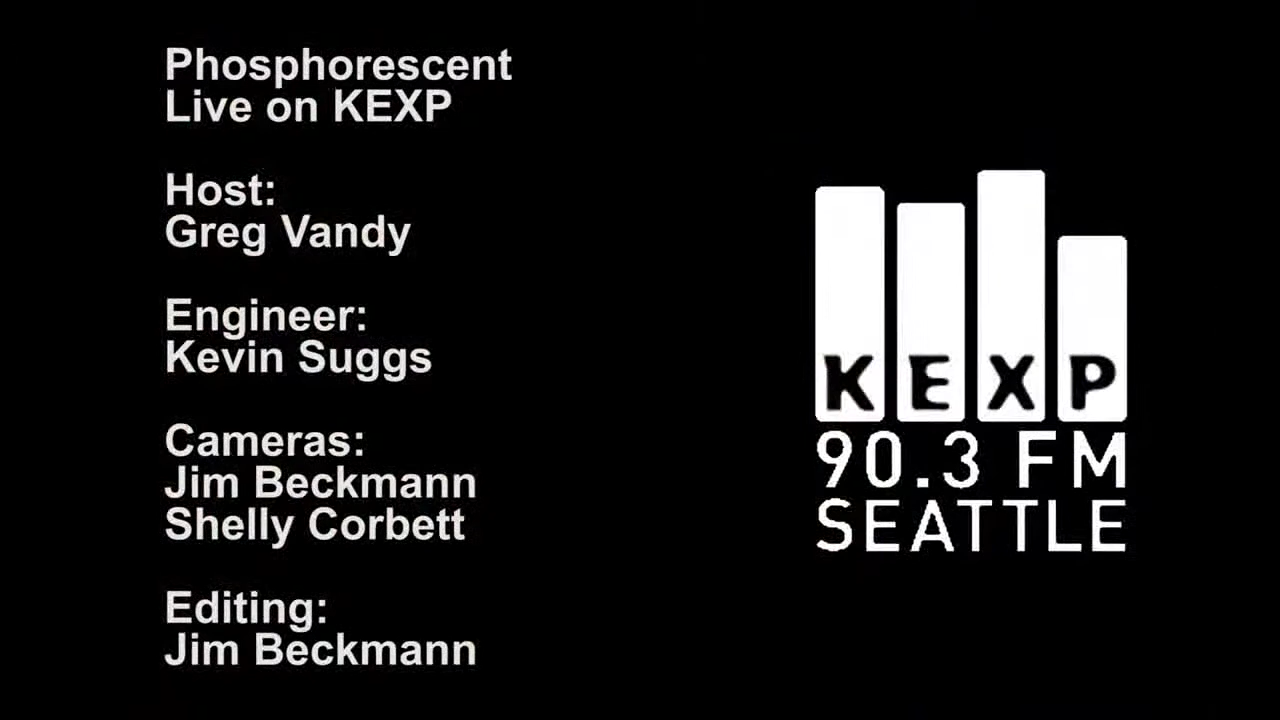 Phosphorescent
Live on KEXP
Host:
Greg Vandy
Engineer:
Kevin Suggs
Cameras:
Jim Beckmann
Shelly Corbett
Editing:
Jim Beckmann
KEXP
90.3 FM
SEATTLE